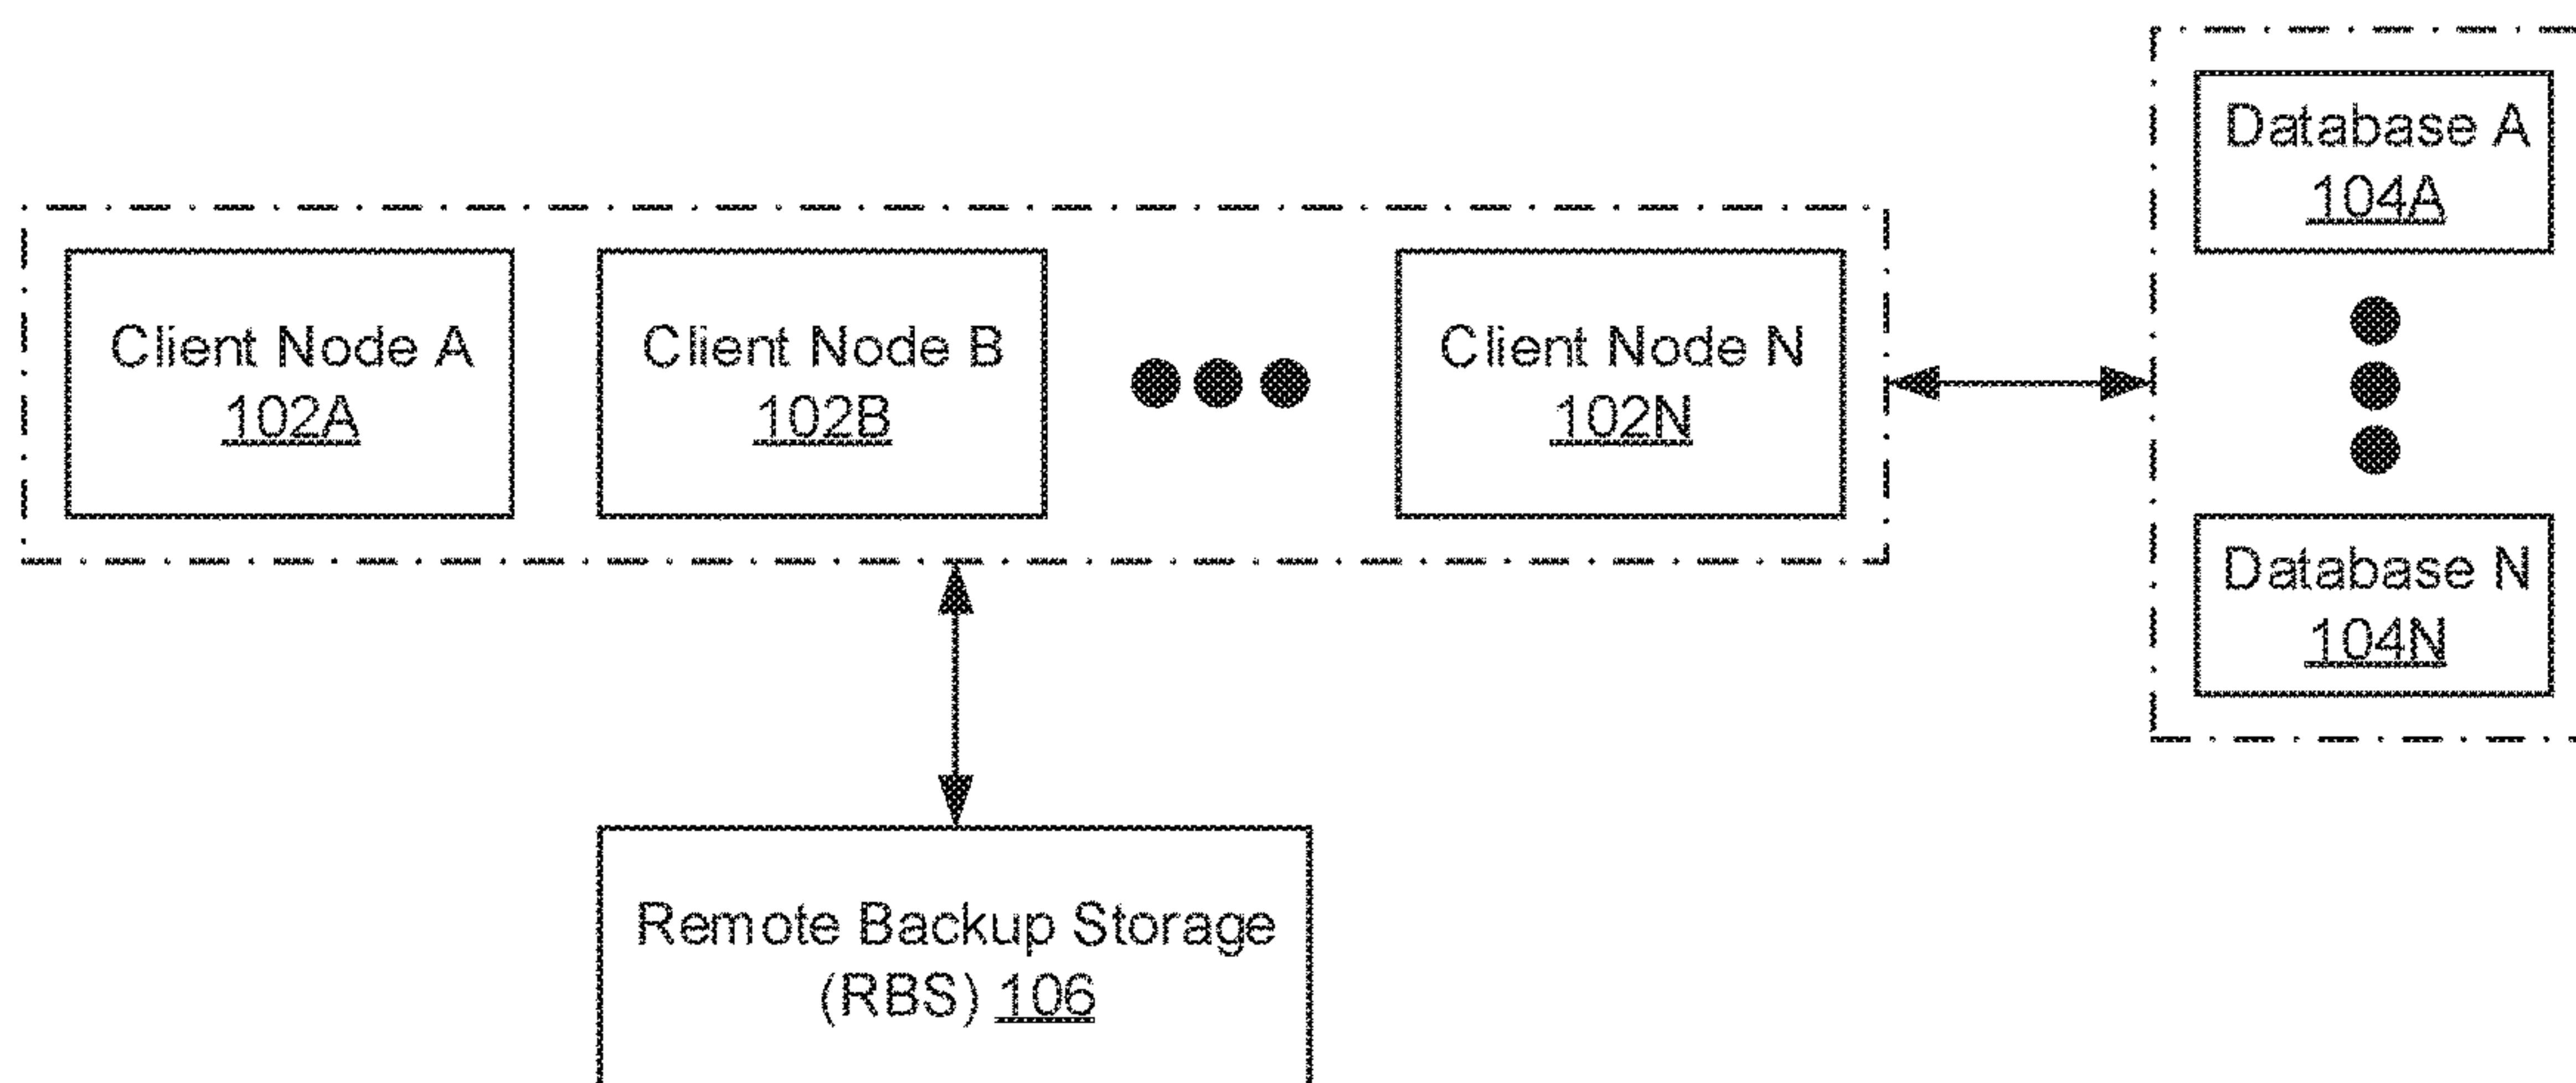 Database A
104A
Client Node A
102A
Client Node B
102B
Client Node N
102N
Database N
104N
Remote Backup Storage
(RBS) 106